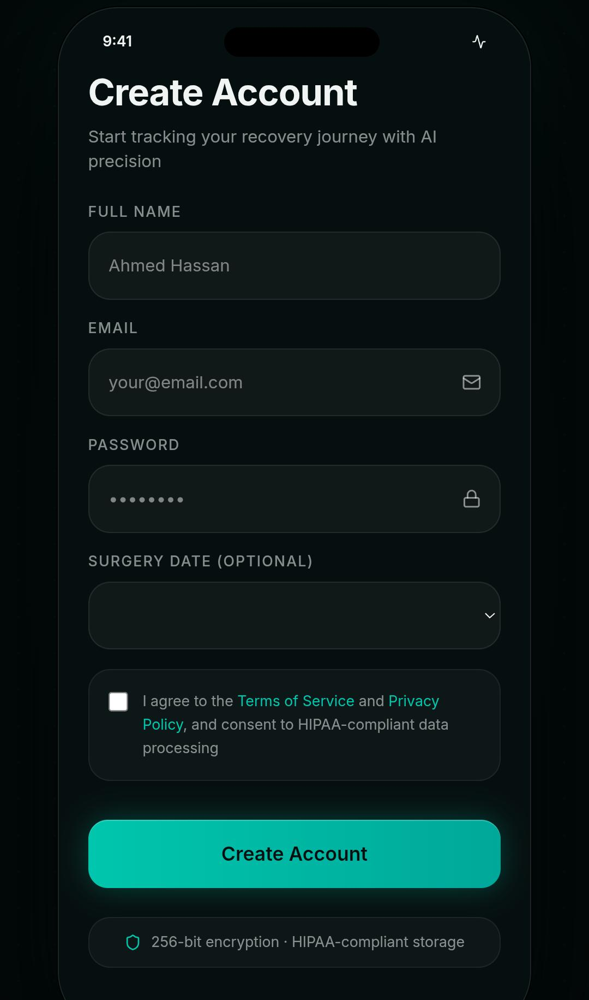 9:41
Create Account
Start tracking your recovery journey with AI
precision
FULL NAME
Ahmed Hassan
EMAIL
your@email.com
PASSWORD
••••••••
SURGERY DATE (OPTIONAL)
I agree to the Terms of Service and Privacy
Policy, and consent to HIPAA-compliant data
processing
Create Account
256-bit encryption · HIPAA-compliant storage